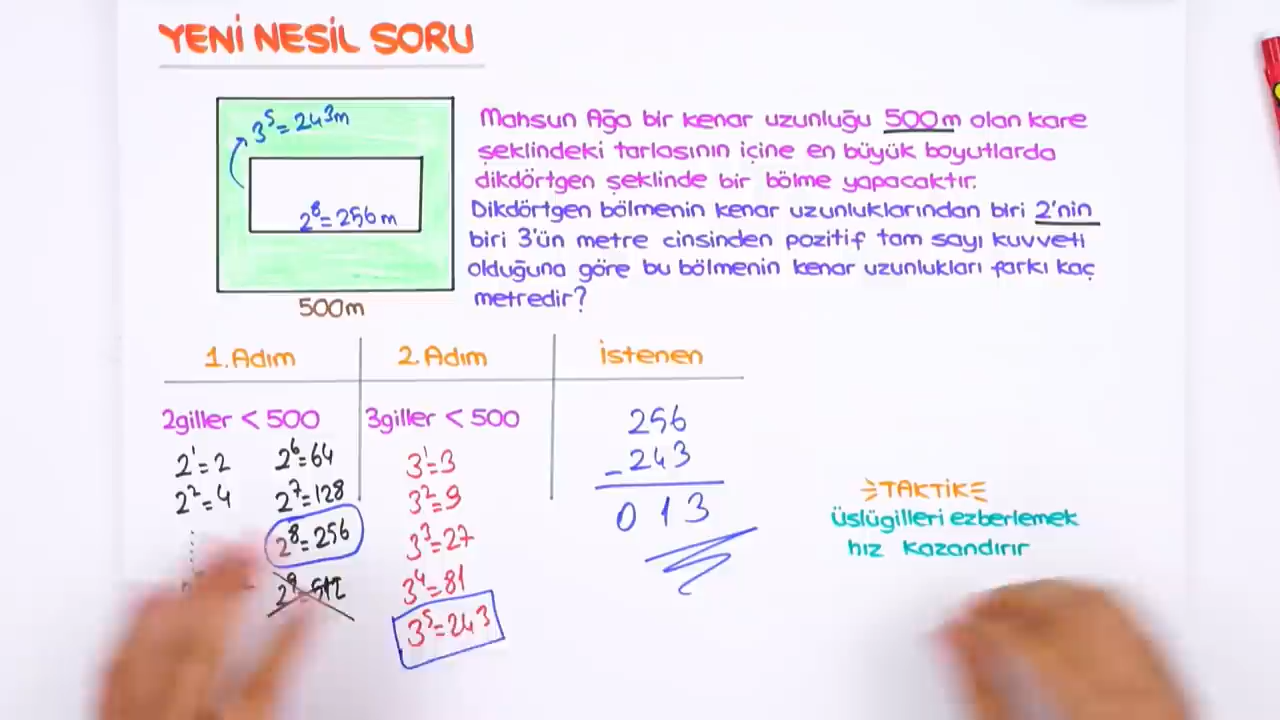 YENİ NESİL SORU
3⁵=243m
2⁸=256m
500m
Mahsun Ağa bir kenar uzunluğu 500m olan kare
şeklindeki tarlasının içine en büyük boyutlarda
dikdörtgen şeklinde bir bölme yapacaktır.
Dikdörtgen bölmenin kenar uzunluklarından biri 2'nin
biri 3'ün metre cinsinden pozitif tam sayı kuvveti
olduğuna göre bu bölmenin kenar uzunlukları farkı kaç
metredir?
1. Adım
2giller < 500
2¹=2
2²=4
2⁶=64
2⁷=128
2⁸=256
2⁹=512
2. Adım
3giller < 500
3¹=3
3²=9
3³=27
3⁴=81
3⁵=243
İstenen
256
-243
013
TAKTİK
üslügilleri ezberlemek
hız kazandırır